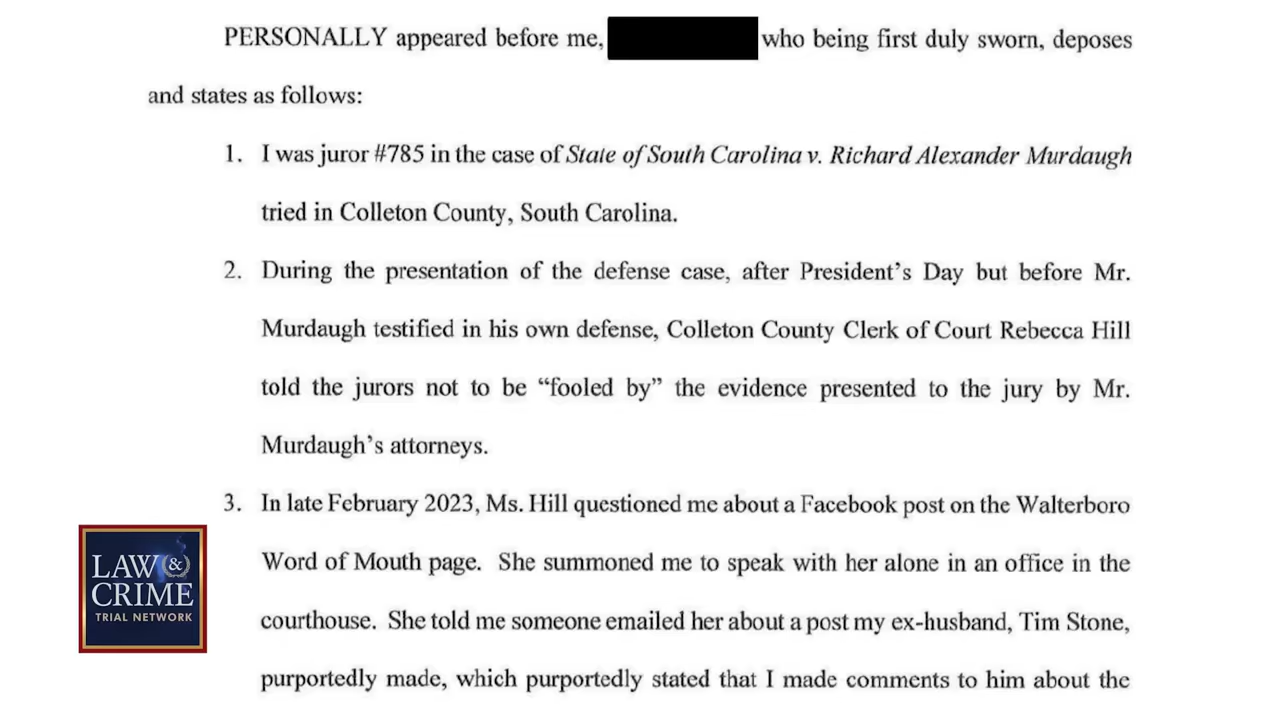 PERSONALLY appeared before me, who being first duly sworn, deposes
and states as follows:
1. I was juror #785 in the case of State of South Carolina v. Richard Alexander Murdaugh
tried in Colleton County, South Carolina.
2. During the presentation of the defense case, after President's Day but before Mr.
Murdaugh testified in his own defense, Colleton County Clerk of Court Rebecca Hill
told the jurors not to be “fooled by” the evidence presented to the jury by Mr.
Murdaugh's attorneys.
3. In late February 2023, Ms. Hill questioned me about a Facebook post on the Walterboro
Word of Mouth page. She summoned me to speak with her alone in an office in the
courthouse. She told me someone emailed her about a post my ex-husband, Tim Stone,
purportedly made, which purportedly stated that I made comments to him about the
LAW &
CRIME
TRIAL NETWORK